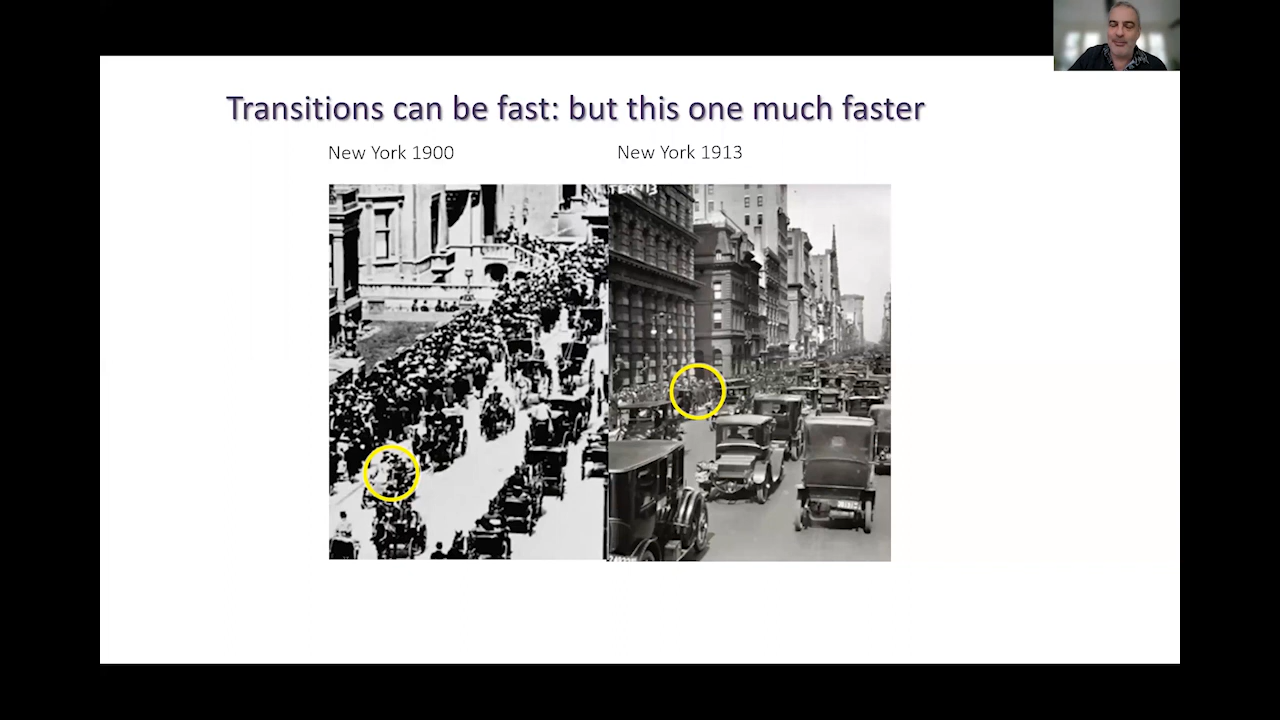 Transitions can be fast: but this one much faster
New York 1900
New York 1913